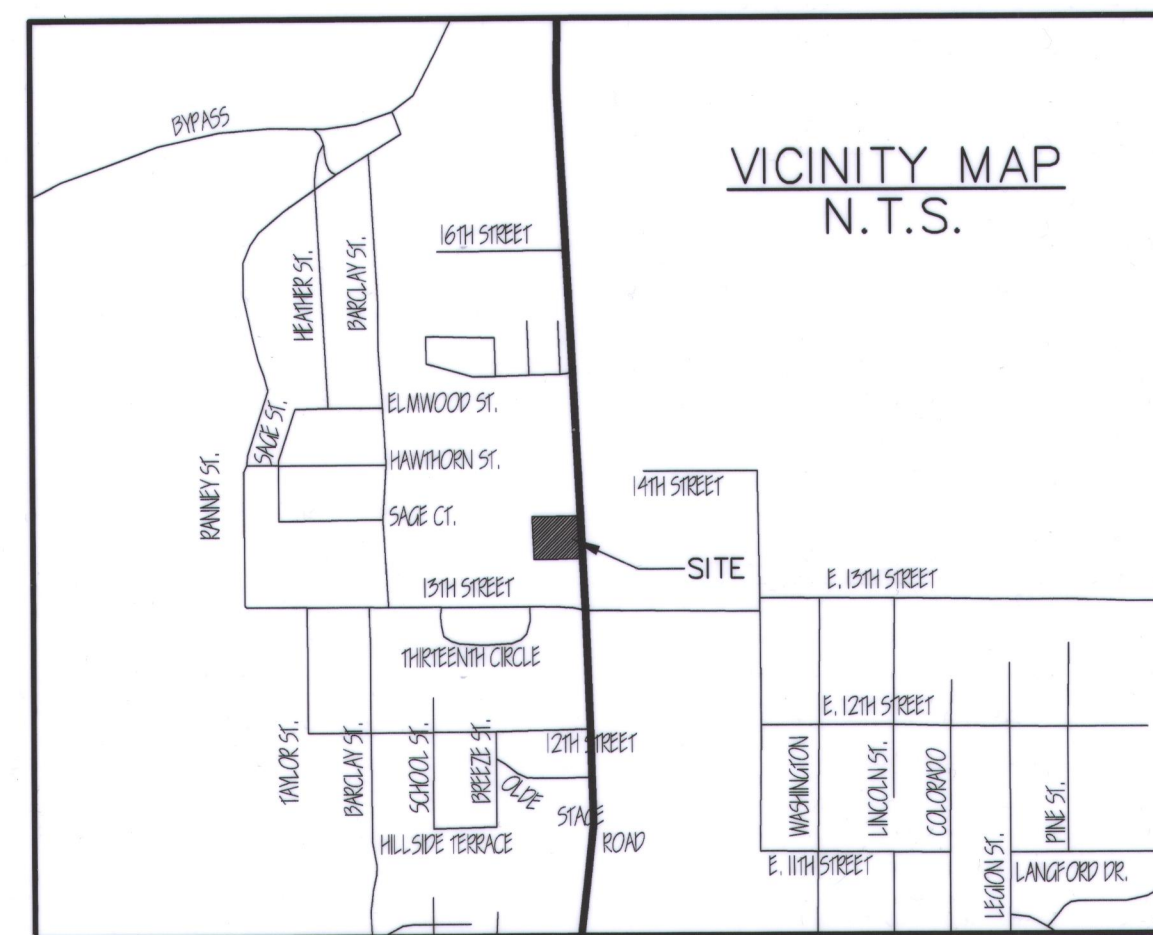 BYPASS
VICINITY MAP
N.T.S.
16TH STREET
HEATHER ST.
BARCLAY ST.
ELMWOOD ST.
SAGE ST.
HAWTHORN ST.
RANNEY ST.
14TH STREET
SAGE CT.
SITE
13TH STREET
E. 13TH STREET
THIRTEENTH CIRCLE
E. 12TH STREET
TAYLOR ST.
BARCLAY ST.
SCHOOL ST.
BREEZE ST.
12TH STREET
OLDE
STAGE
ROAD
WASHINGTON
LINCOLN ST.
COLORADO
PINE ST.
HILLSIDE TERRACE
E. 11TH STREET
LEGION ST.
LANGFORD DR.